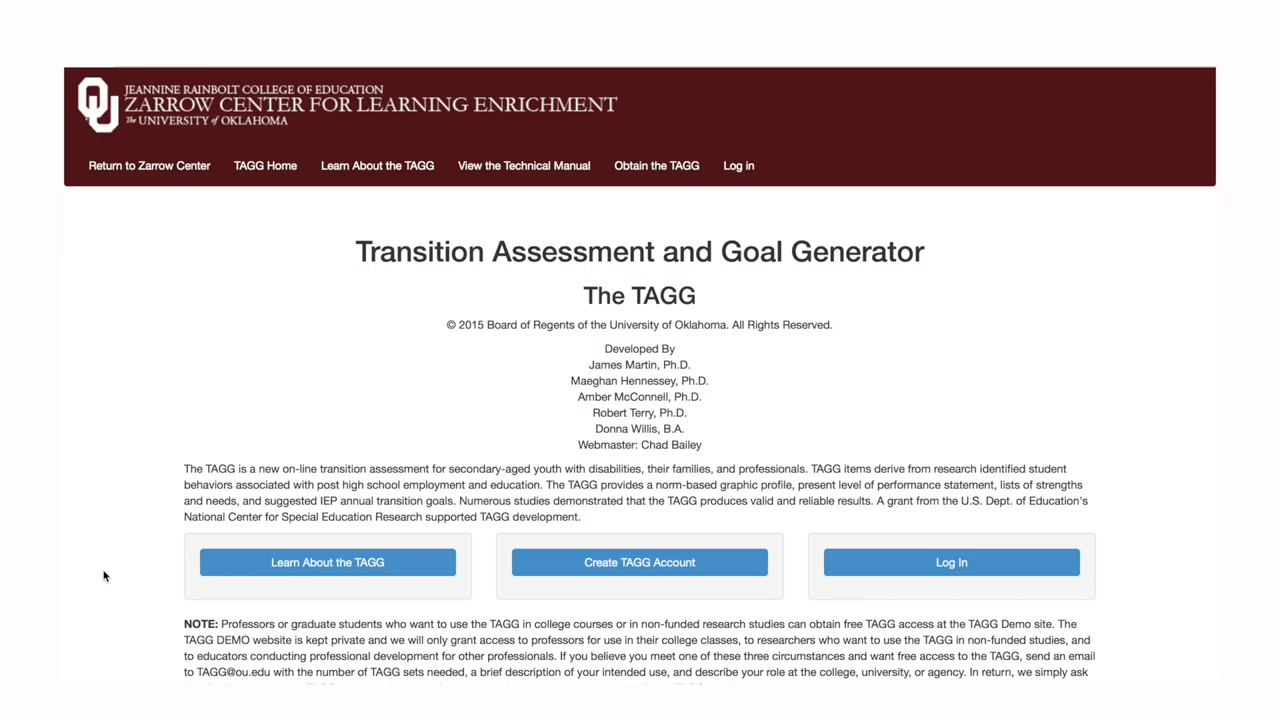 JEANNINE RAINBOLT COLLEGE OF EDUCATION
ZARROW CENTER FOR LEARNING ENRICHMENT
The UNIVERSITY of OKLAHOMA
Return to Zarrow Center TAGG Home Learn About the TAGG View the Technical Manual Obtain the TAGG Log in
Transition Assessment and Goal Generator
The TAGG
© 2015 Board of Regents of the University of Oklahoma. All Rights Reserved.
Developed By
James Martin, Ph.D.
Maeghan Hennessey, Ph.D.
Amber McConnell, Ph.D.
Robert Terry, Ph.D.
Donna Willis, B.A.
Webmaster: Chad Bailey
The TAGG is a new on-line transition assessment for secondary-aged youth with disabilities, their families, and professionals. TAGG items derive from research identified student
behaviors associated with post high school employment and education. The TAGG provides a norm-based graphic profile, present level of performance statement, lists of strengths
and needs, and suggested IEP annual transition goals. Numerous studies demonstrated that the TAGG produces valid and reliable results. A grant from the U.S. Dept. of Education's
National Center for Special Education Research supported TAGG development.
Learn About the TAGG Create TAGG Account Log In
NOTE: Professors or graduate students who want to use the TAGG in college courses or in non-funded research studies can obtain free TAGG access at the TAGG Demo site. The
TAGG DEMO website is kept private and we will only grant access to professors for use in their college classes, to researchers who want to use the TAGG in non-funded studies, and
to educators conducting professional development for other professionals. If you believe you meet one of these three circumstances and want free access to the TAGG, send an email
to TAGG@ou.edu with the number of TAGG sets needed, a brief description of your intended use, and describe your role at the college, university, or agency. In return, we simply ask